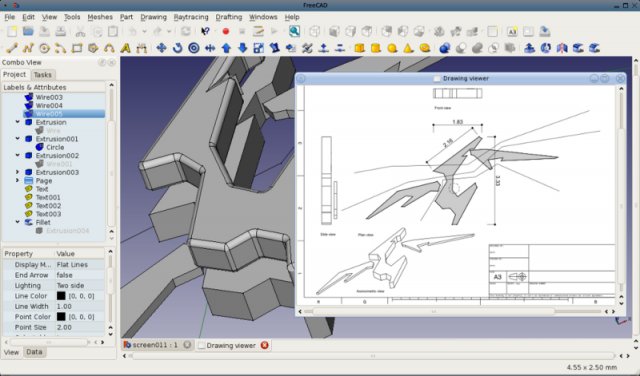 FreeCAD
File Edit View Tools Meshes Part Drawing Raytracing Drafting Windows Help
Combo View
Project Tasks
Labels & Attributes
Wire003
Wire004
Wire005
Extrusion
Wire
Extrusion001
Circle
Extrusion002
Wire001
Extrusion003
Page
Text
Text001
Text002
Text003
Fillet
Extrusion004
Property Value
Display M... Flat Lines
End Arrow false
Lighting Two side
Line Color [0, 0, 0]
Line Width 1.00
Point Color [0, 0, 0]
Point Size 2.00
View Data
Drawing viewer
Front view
1.83
2.16
3.33
Side view
Plan view
Axonometric view
A3
screen011 : 1
Drawing viewer
4.55 x 2.50 mm